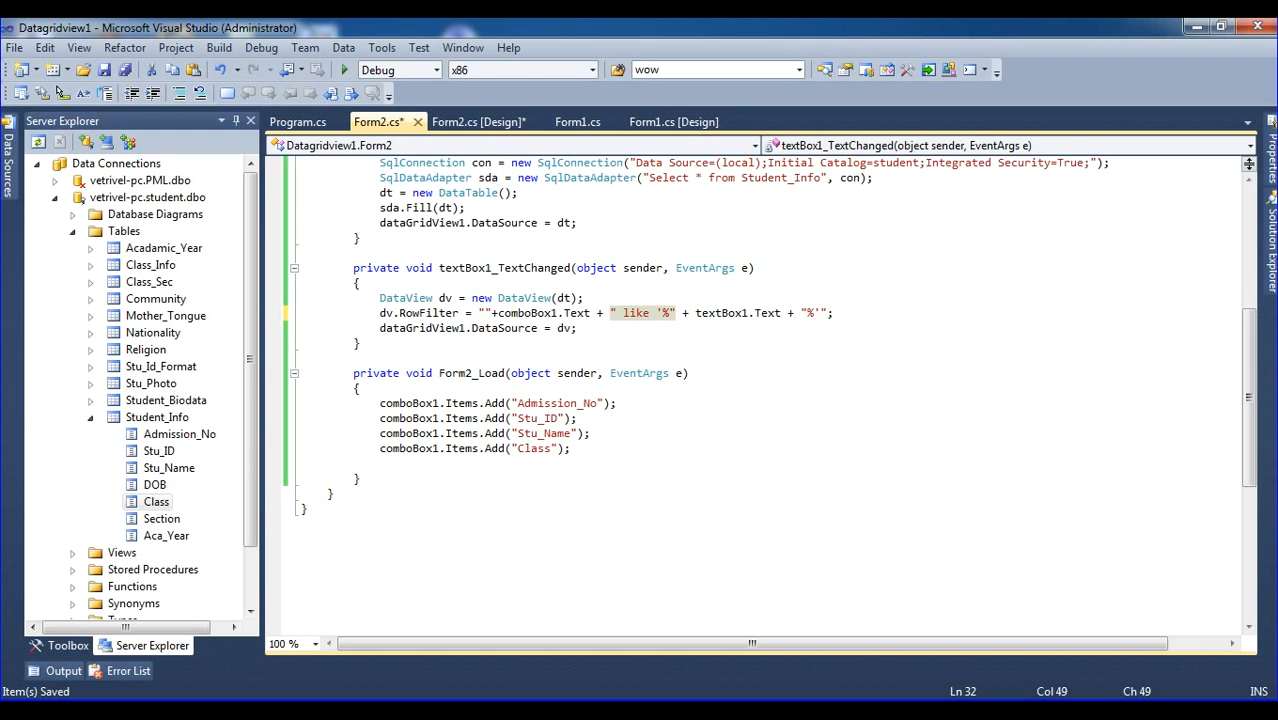 Datagridview1 - Microsoft Visual Studio (Administrator)
File Edit View Refactor Project Build Debug Team Data Tools Test Window Help
Debug x86 wow
Server Explorer
Program.cs Form2.cs* Form2.cs [Design]* Form1.cs Form1.cs [Design]
Datagridview1.Form2 textBox1_TextChanged(object sender, EventArgs e)
Data Sources
Properties
Solution Explorer
Data Connections
vetrivel-pc.PML.dbo
vetrivel-pc.student.dbo
Database Diagrams
Tables
Acadamic_Year
Class_Info
Class_Sec
Community
Mother_Tongue
Nationality
Religion
Stu_Id_Format
Stu_Photo
Student_Biodata
Student_Info
Admission_No
Stu_ID
Stu_Name
DOB
Class
Section
Aca_Year
Views
Stored Procedures
Functions
Synonyms
SqlConnection con = new SqlConnection("Data Source=(local);Initial Catalog=student;Integrated Security=True;");
SqlDataAdapter sda = new SqlDataAdapter("Select * from Student_Info", con);
dt = new DataTable();
sda.Fill(dt);
dataGridView1.DataSource = dt;
}
private void textBox1_TextChanged(object sender, EventArgs e)
{
DataView dv = new DataView(dt);
dv.RowFilter = ""+comboBox1.Text + " like '%" + textBox1.Text + "%'";
dataGridView1.DataSource = dv;
}
private void Form2_Load(object sender, EventArgs e)
{
comboBox1.Items.Add("Admission_No");
comboBox1.Items.Add("Stu_ID");
comboBox1.Items.Add("Stu_Name");
comboBox1.Items.Add("Class");
}
}
}
Toolbox Server Explorer
100 %
Output Error List
Item(s) Saved Ln 32 Col 49 Ch 49 INS